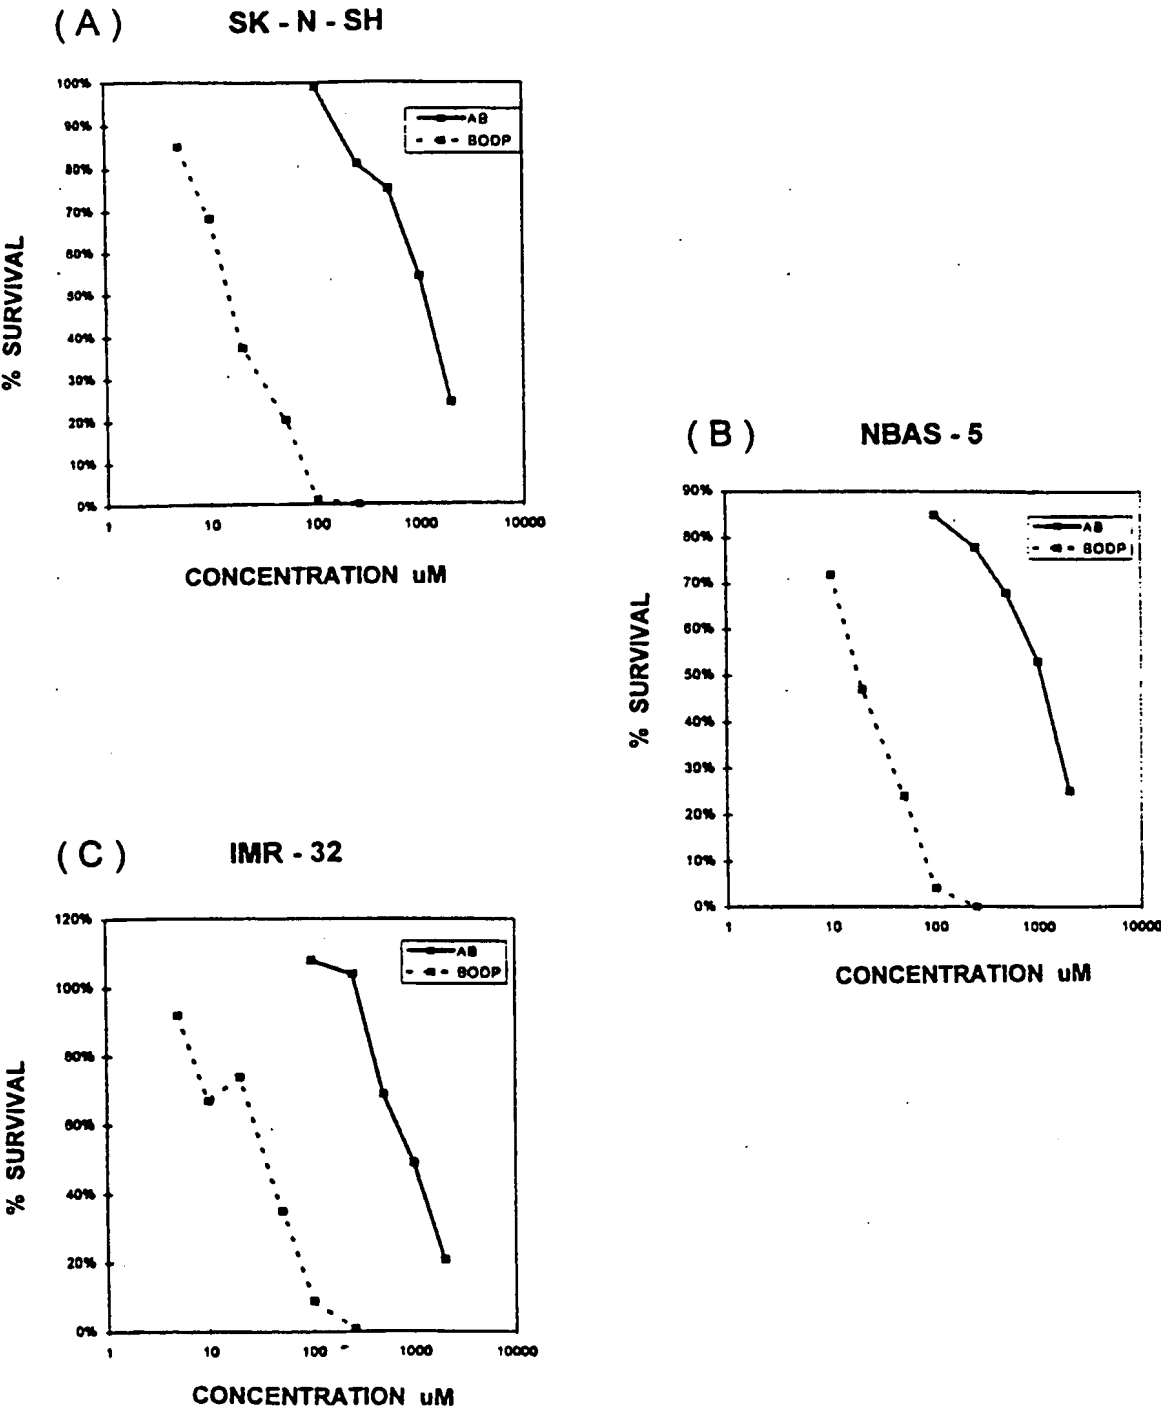 ( A ) SK - N - SH
100%
90%
80%
70%
60%
50%
40%
30%
20%
10%
0%
% SURVIVAL
AB
BODP
1 10 100 1000 10000
CONCENTRATION uM
( B ) NBAS - 5
90%
80%
70%
60%
50%
40%
30%
20%
10%
0%
% SURVIVAL
AB
BODP
1 10 100 1000 10000
CONCENTRATION uM
( C ) IMR - 32
120%
100%
80%
60%
40%
20%
0%
% SURVIVAL
AB
BODP
1 10 100 1000 10000
CONCENTRATION uM